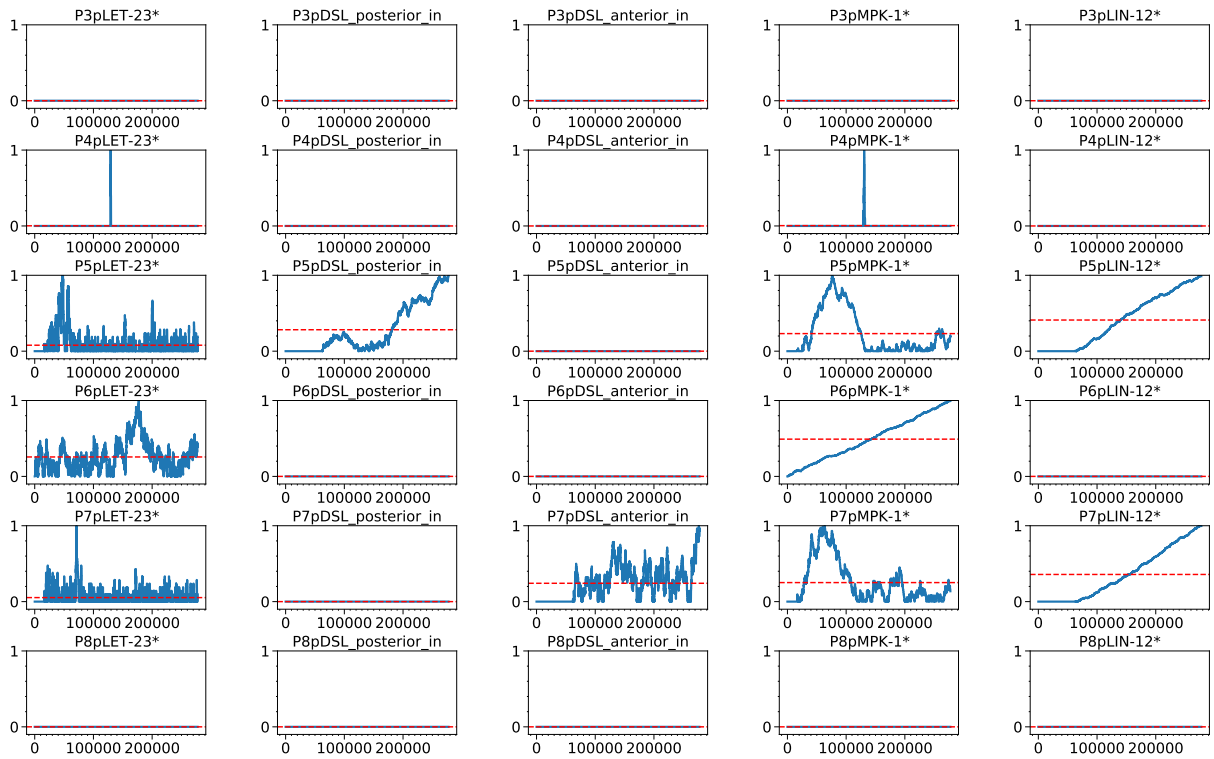 P3pLET-23* P3pDSL_posterior_in P3pDSL_anterior_in P3pMPK-1* P3pLIN-12*
1 1 1 1 1
0 0 0 0 0
0 100000 200000 0 100000 200000 0 100000 200000 0 100000 200000 0 100000 200000
P4pLET-23* P4pDSL_posterior_in P4pDSL_anterior_in P4pMPK-1* P4pLIN-12*
1 1 1 1 1
0 0 0 0 0
0 100000 200000 0 100000 200000 0 100000 200000 0 100000 200000 0 100000 200000
P5pLET-23* P5pDSL_posterior_in P5pDSL_anterior_in P5pMPK-1* P5pLIN-12*
1 1 1 1 1
0 0 0 0 0
0 100000 200000 0 100000 200000 0 100000 200000 0 100000 200000 0 100000 200000
P6pLET-23* P6pDSL_posterior_in P6pDSL_anterior_in P6pMPK-1* P6pLIN-12*
1 1 1 1 1
0 0 0 0 0
0 100000 200000 0 100000 200000 0 100000 200000 0 100000 200000 0 100000 200000
P7pLET-23* P7pDSL_posterior_in P7pDSL_anterior_in P7pMPK-1* P7pLIN-12*
1 1 1 1 1
0 0 0 0 0
0 100000 200000 0 100000 200000 0 100000 200000 0 100000 200000 0 100000 200000
P8pLET-23* P8pDSL_posterior_in P8pDSL_anterior_in P8pMPK-1* P8pLIN-12*
1 1 1 1 1
0 0 0 0 0
0 100000 200000 0 100000 200000 0 100000 200000 0 100000 200000 0 100000 200000